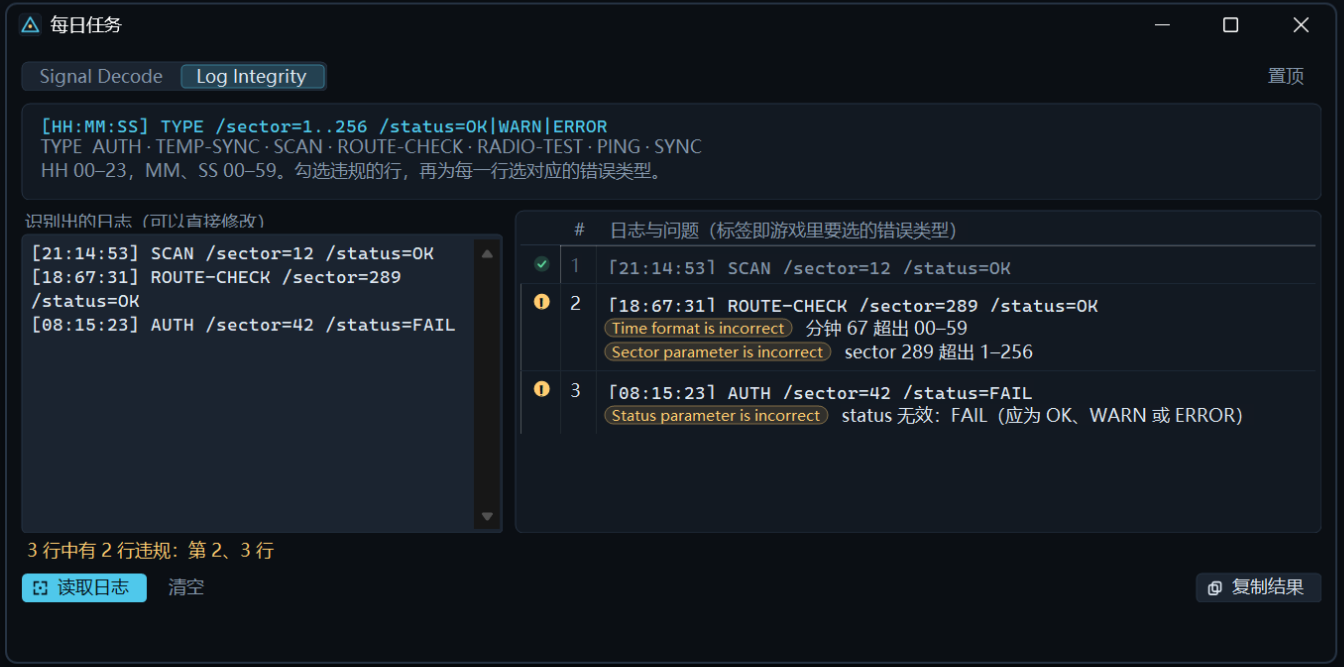 每日任务
Signal Decode Log Integrity 置顶
[HH:MM:SS] TYPE /sector=1..256 /status=OK|WARN|ERROR
TYPE AUTH · TEMP-SYNC · SCAN · ROUTE-CHECK · RADIO-TEST · PING · SYNC
HH 00–23，MM、SS 00–59。勾选违规的行，再为每一行选对应的错误类型。
识别出的日志（可以直接修改）
[21:14:53] SCAN /sector=12 /status=OK
[18:67:31] ROUTE-CHECK /sector=289
/status=OK
[08:15:23] AUTH /sector=42 /status=FAIL
# 日志与问题（标签即游戏里要选的错误类型）
1 [21:14:53] SCAN /sector=12 /status=OK
2 [18:67:31] ROUTE-CHECK /sector=289 /status=OK
Time format is incorrect 分钟 67 超出 00–59
Sector parameter is incorrect sector 289 超出 1–256
3 [08:15:23] AUTH /sector=42 /status=FAIL
Status parameter is incorrect status 无效：FAIL（应为 OK、WARN 或 ERROR）
3 行中有 2 行违规：第 2、3 行
读取日志 清空 复制结果